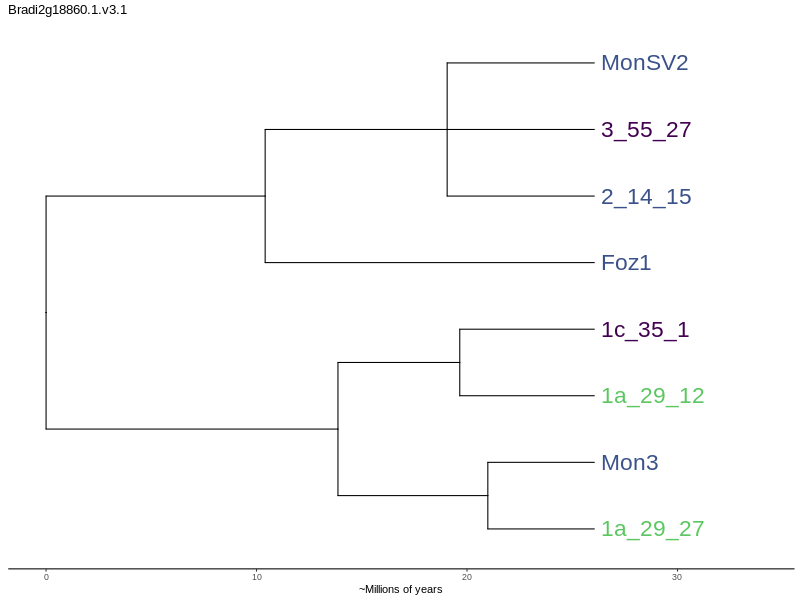 Bradi2g18860.1.v3.1
MonSV2
3_55_27
2_14_15
Foz1
1c_35_1
1a_29_12
Mon3
1a_29_27
0 10 20 30
~Millions of years